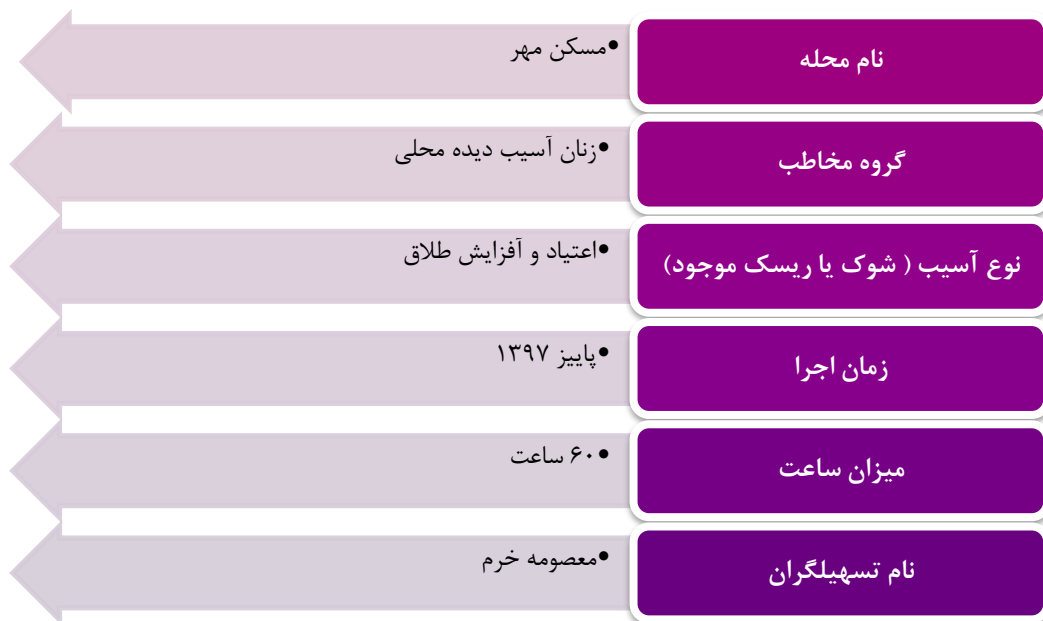 نام محله
•مسکن مهر
گروه مخاطب
•زنان آسیب دیده محلی
نوع آسیب ( شوک یا ریسک موجود)
•اعتیاد و آفزایش طلاق
زمان اجرا
•پاییز ۱۳۹۷
میزان ساعت
•۶۰ ساعت
نام تسهیلگران
•معصومه خرم